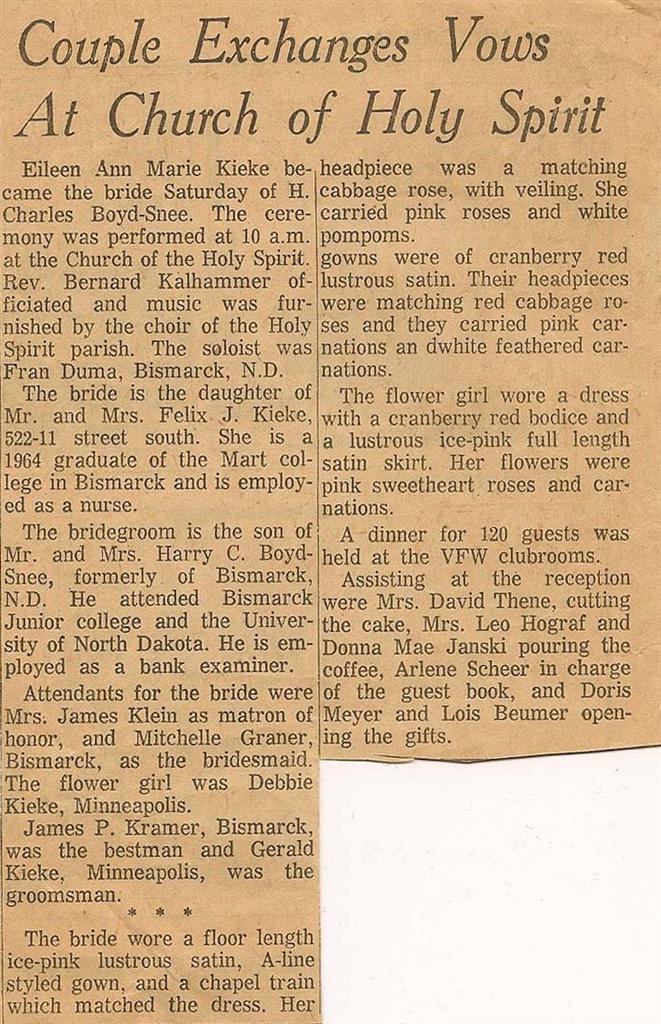 Couple Exchanges Vows
At Church of Holy Spirit
Eileen Ann Marie Kieke be-
came the bride Saturday of H.
Charles Boyd-Snee. The cere-
mony was performed at 10 a.m.
at the Church of the Holy Spirit.
Rev. Bernard Kalhammer of-
ficiated and music was fur-
nished by the choir of the Holy
Spirit parish. The soloist was
Fran Duma, Bismarck, N.D.
The bride is the daughter of
Mr. and Mrs. Felix J. Kieke,
522-11 street south. She is a
1964 graduate of the Mart col-
lege in Bismarck and is employ-
ed as a nurse.
The bridegroom is the son of
Mr. and Mrs. Harry C. Boyd-
Snee, formerly of Bismarck,
N.D. He attended Bismarck
Junior college and the Univer-
sity of North Dakota. He is em-
ployed as a bank examiner.
Attendants for the bride were
Mrs. James Klein as matron of
honor, and Mitchelle Graner,
Bismarck, as the bridesmaid.
The flower girl was Debbie
Kieke, Minneapolis.
James P. Kramer, Bismarck,
was the bestman and Gerald
Kieke, Minneapolis, was the
groomsman.
* * *
The bride wore a floor length
ice-pink lustrous satin, A-line
styled gown, and a chapel train
which matched the dress. Her
headpiece was a matching
cabbage rose, with veiling. She
carried pink roses and white
pompoms.
gowns were of cranberry red
lustrous satin. Their headpieces
were matching red cabbage ro-
ses and they carried pink car-
nations an dwhite feathered car-
nations.
The flower girl wore a dress
with a cranberry red bodice and
a lustrous ice-pink full length
satin skirt. Her flowers were
pink sweetheart roses and car-
nations.
A dinner for 120 guests was
held at the VFW clubrooms.
Assisting at the reception
were Mrs. David Thene, cutting
the cake, Mrs. Leo Hograf and
Donna Mae Janski pouring the
coffee, Arlene Scheer in charge
of the guest book, and Doris
Meyer and Lois Beumer open-
ing the gifts.